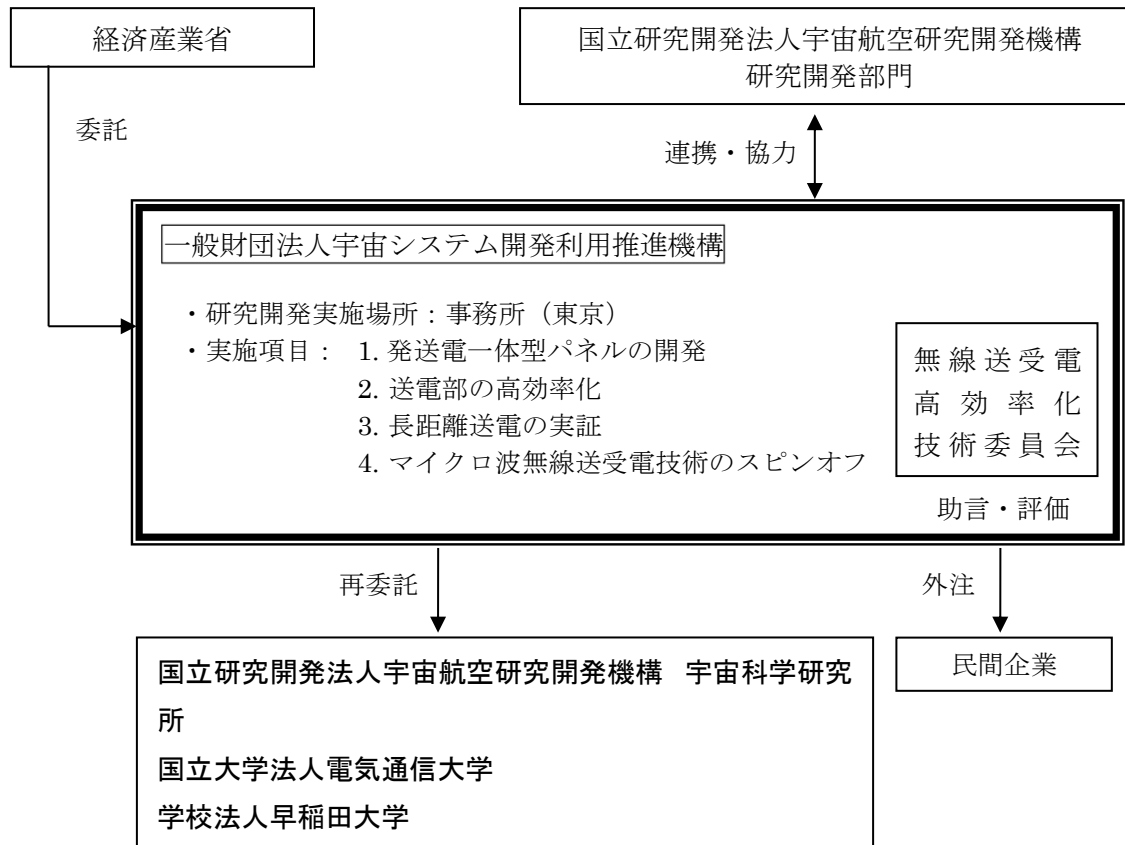 経済産業省
国立研究開発法人宇宙航空研究開発機構
研究開発部門
委託
連携・協力
一般財団法人宇宙システム開発利用推進機構
・研究開発実施場所：事務所（東京）
・実施項目： 1. 発送電一体型パネルの開発
2. 送電部の高効率化
3. 長距離送電の実証
4. マイクロ波無線送受電技術のスピンオフ
無線送受電
高効率化
技術委員会
助言・評価
再委託
外注
国立研究開発法人宇宙航空研究開発機構　宇宙科学研究
所
国立大学法人電気通信大学
学校法人早稲田大学
民間企業